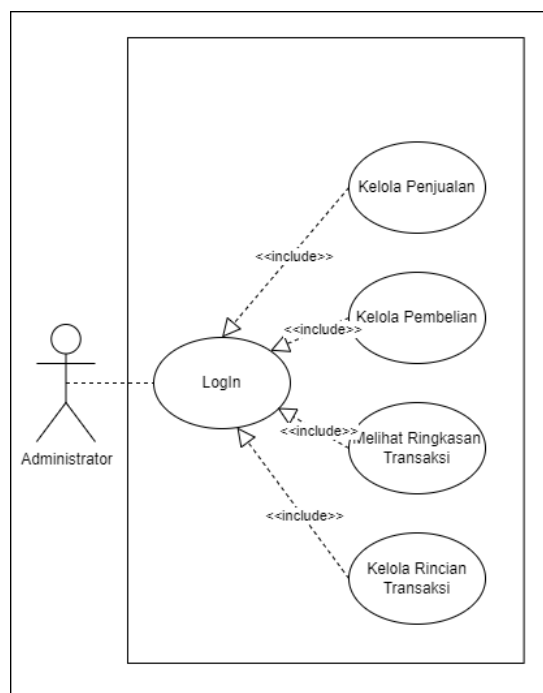 Kelola Penjualan
<<include>>
Kelola Pembelian
<<include>>
LogIn
Melihat Ringkasan
Transaksi
<<include>>
Administrator
<<include>>
Kelola Rincian
Transaksi